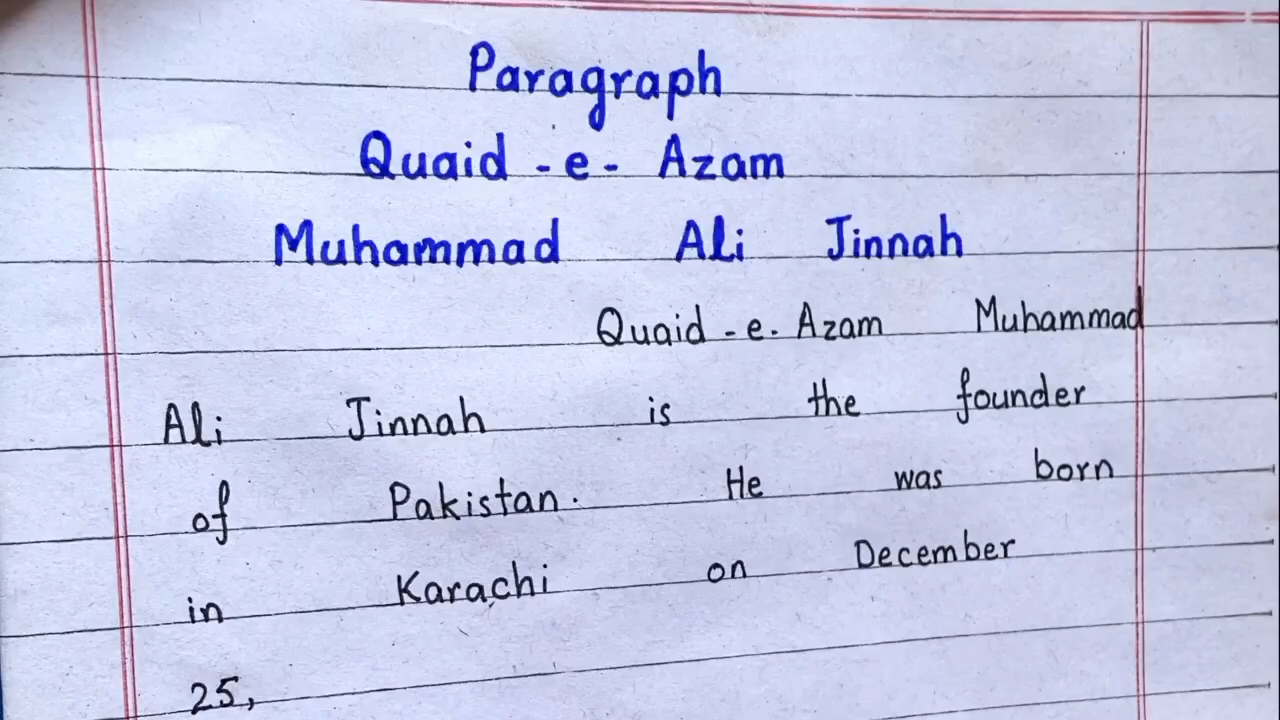 Paragraph
Quaid - e - Azam
Muhammad Ali Jinnah
Quaid - e - Azam Muhammad
Ali Jinnah is the founder
of Pakistan. He was born
in Karachi on December
25,